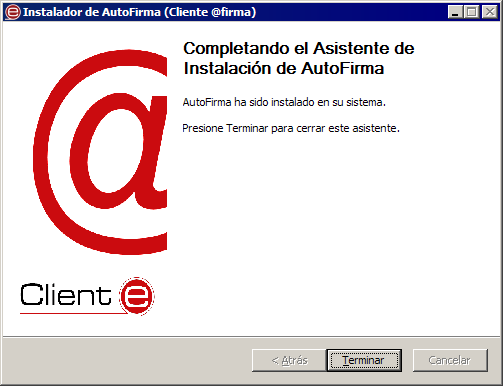 Instalador de AutoFirma (Cliente @firma)
Completando el Asistente de
Instalación de AutoFirma
AutoFirma ha sido instalado en su sistema.
Presione Terminar para cerrar este asistente.
@
Client e
< Atrás
Terminar
Cancelar